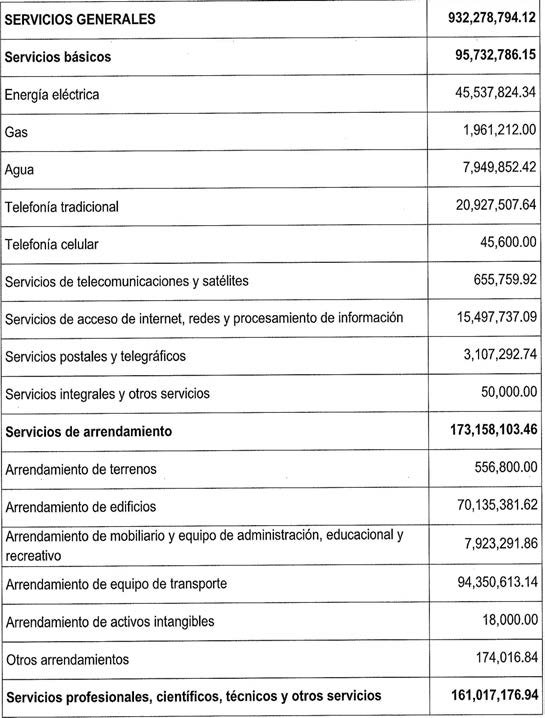 SERVICIOS GENERALES 932,278,794.12
Servicios básicos 95,732,786.15
Energía eléctrica 45,537,824.34
Gas 1,961,212.00
Agua 7,949,852.42
Telefonía tradicional 20,927,507.64
Telefonía celular 45,600.00
Servicios de telecomunicaciones y satélites 655,759.92
Servicios de acceso de internet, redes y procesamiento de información 15,497,737.09
Servicios postales y telegráficos 3,107,292.74
Servicios integrales y otros servicios 50,000.00
Servicios de arrendamiento 173,158,103.46
Arrendamiento de terrenos 556,800.00
Arrendamiento de edificios 70,135,381.62
Arrendamiento de mobiliario y equipo de administración, educacional y
recreativo 7,923,291.86
Arrendamiento de equipo de transporte 94,350,613.14
Arrendamiento de activos intangibles 18,000.00
Otros arrendamientos 174,016.84
Servicios profesionales, científicos, técnicos y otros servicios 161,017,176.94